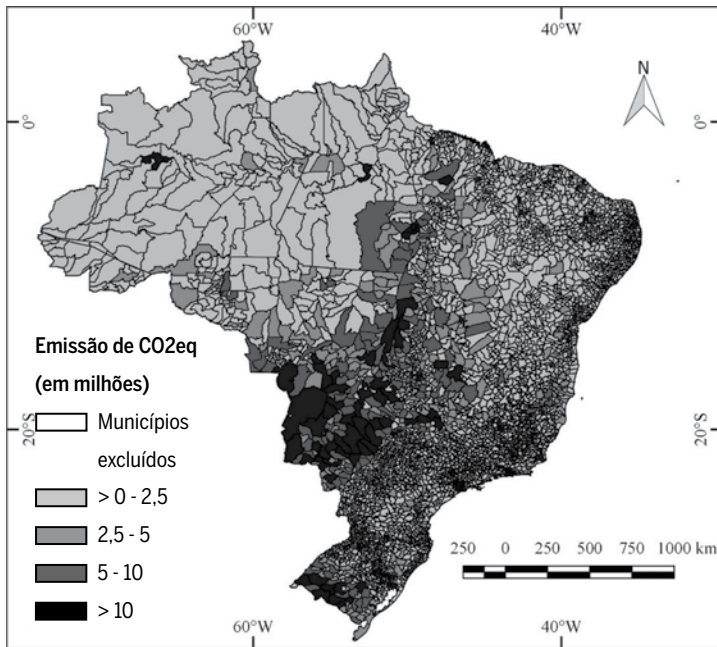 60°W
40°W
N
0°
0°
Emissão de CO2eq
(em milhões)
Municípios
excluídos
> 0 - 2,5
2,5 - 5
5 - 10
> 10
20°S
20°S
250 0 250 500 750 1000 km
60°W
40°W